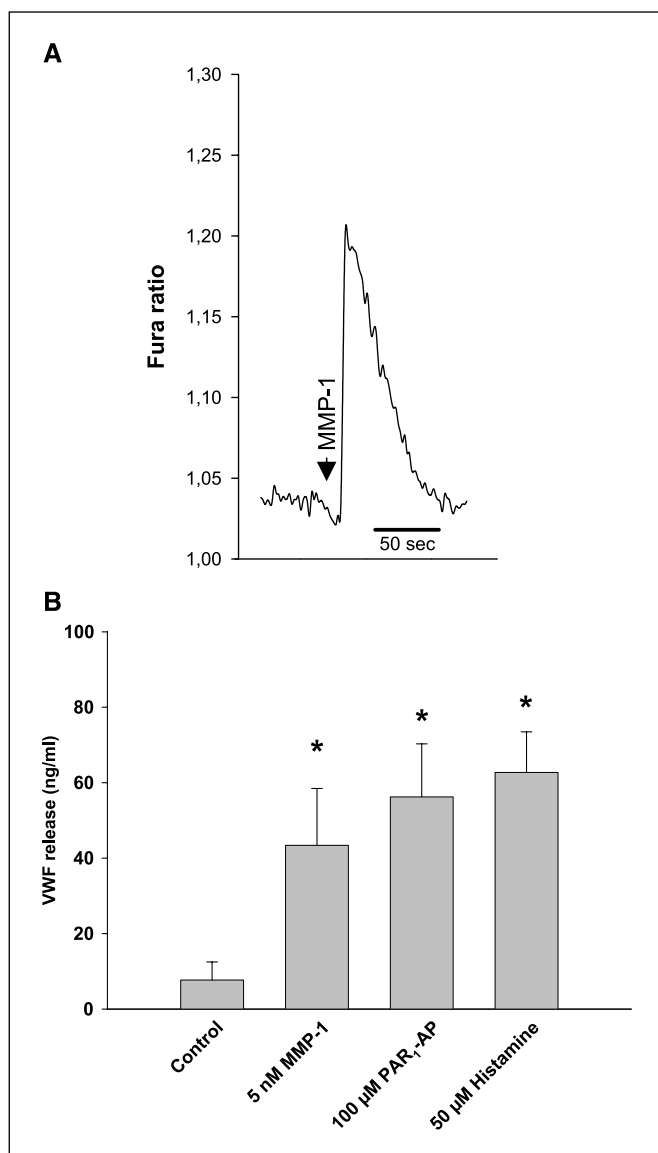 A
1,30
1,25
1,20
1,15
1,10
1,05
1,00
Fura ratio
MMP-1
50 sec
B
100
80
60
40
20
0
VWF release (ng/ml)
*
*
*
Control
5 nM MMP-1
100 µM PAR₁-AP
50 µM Histamine